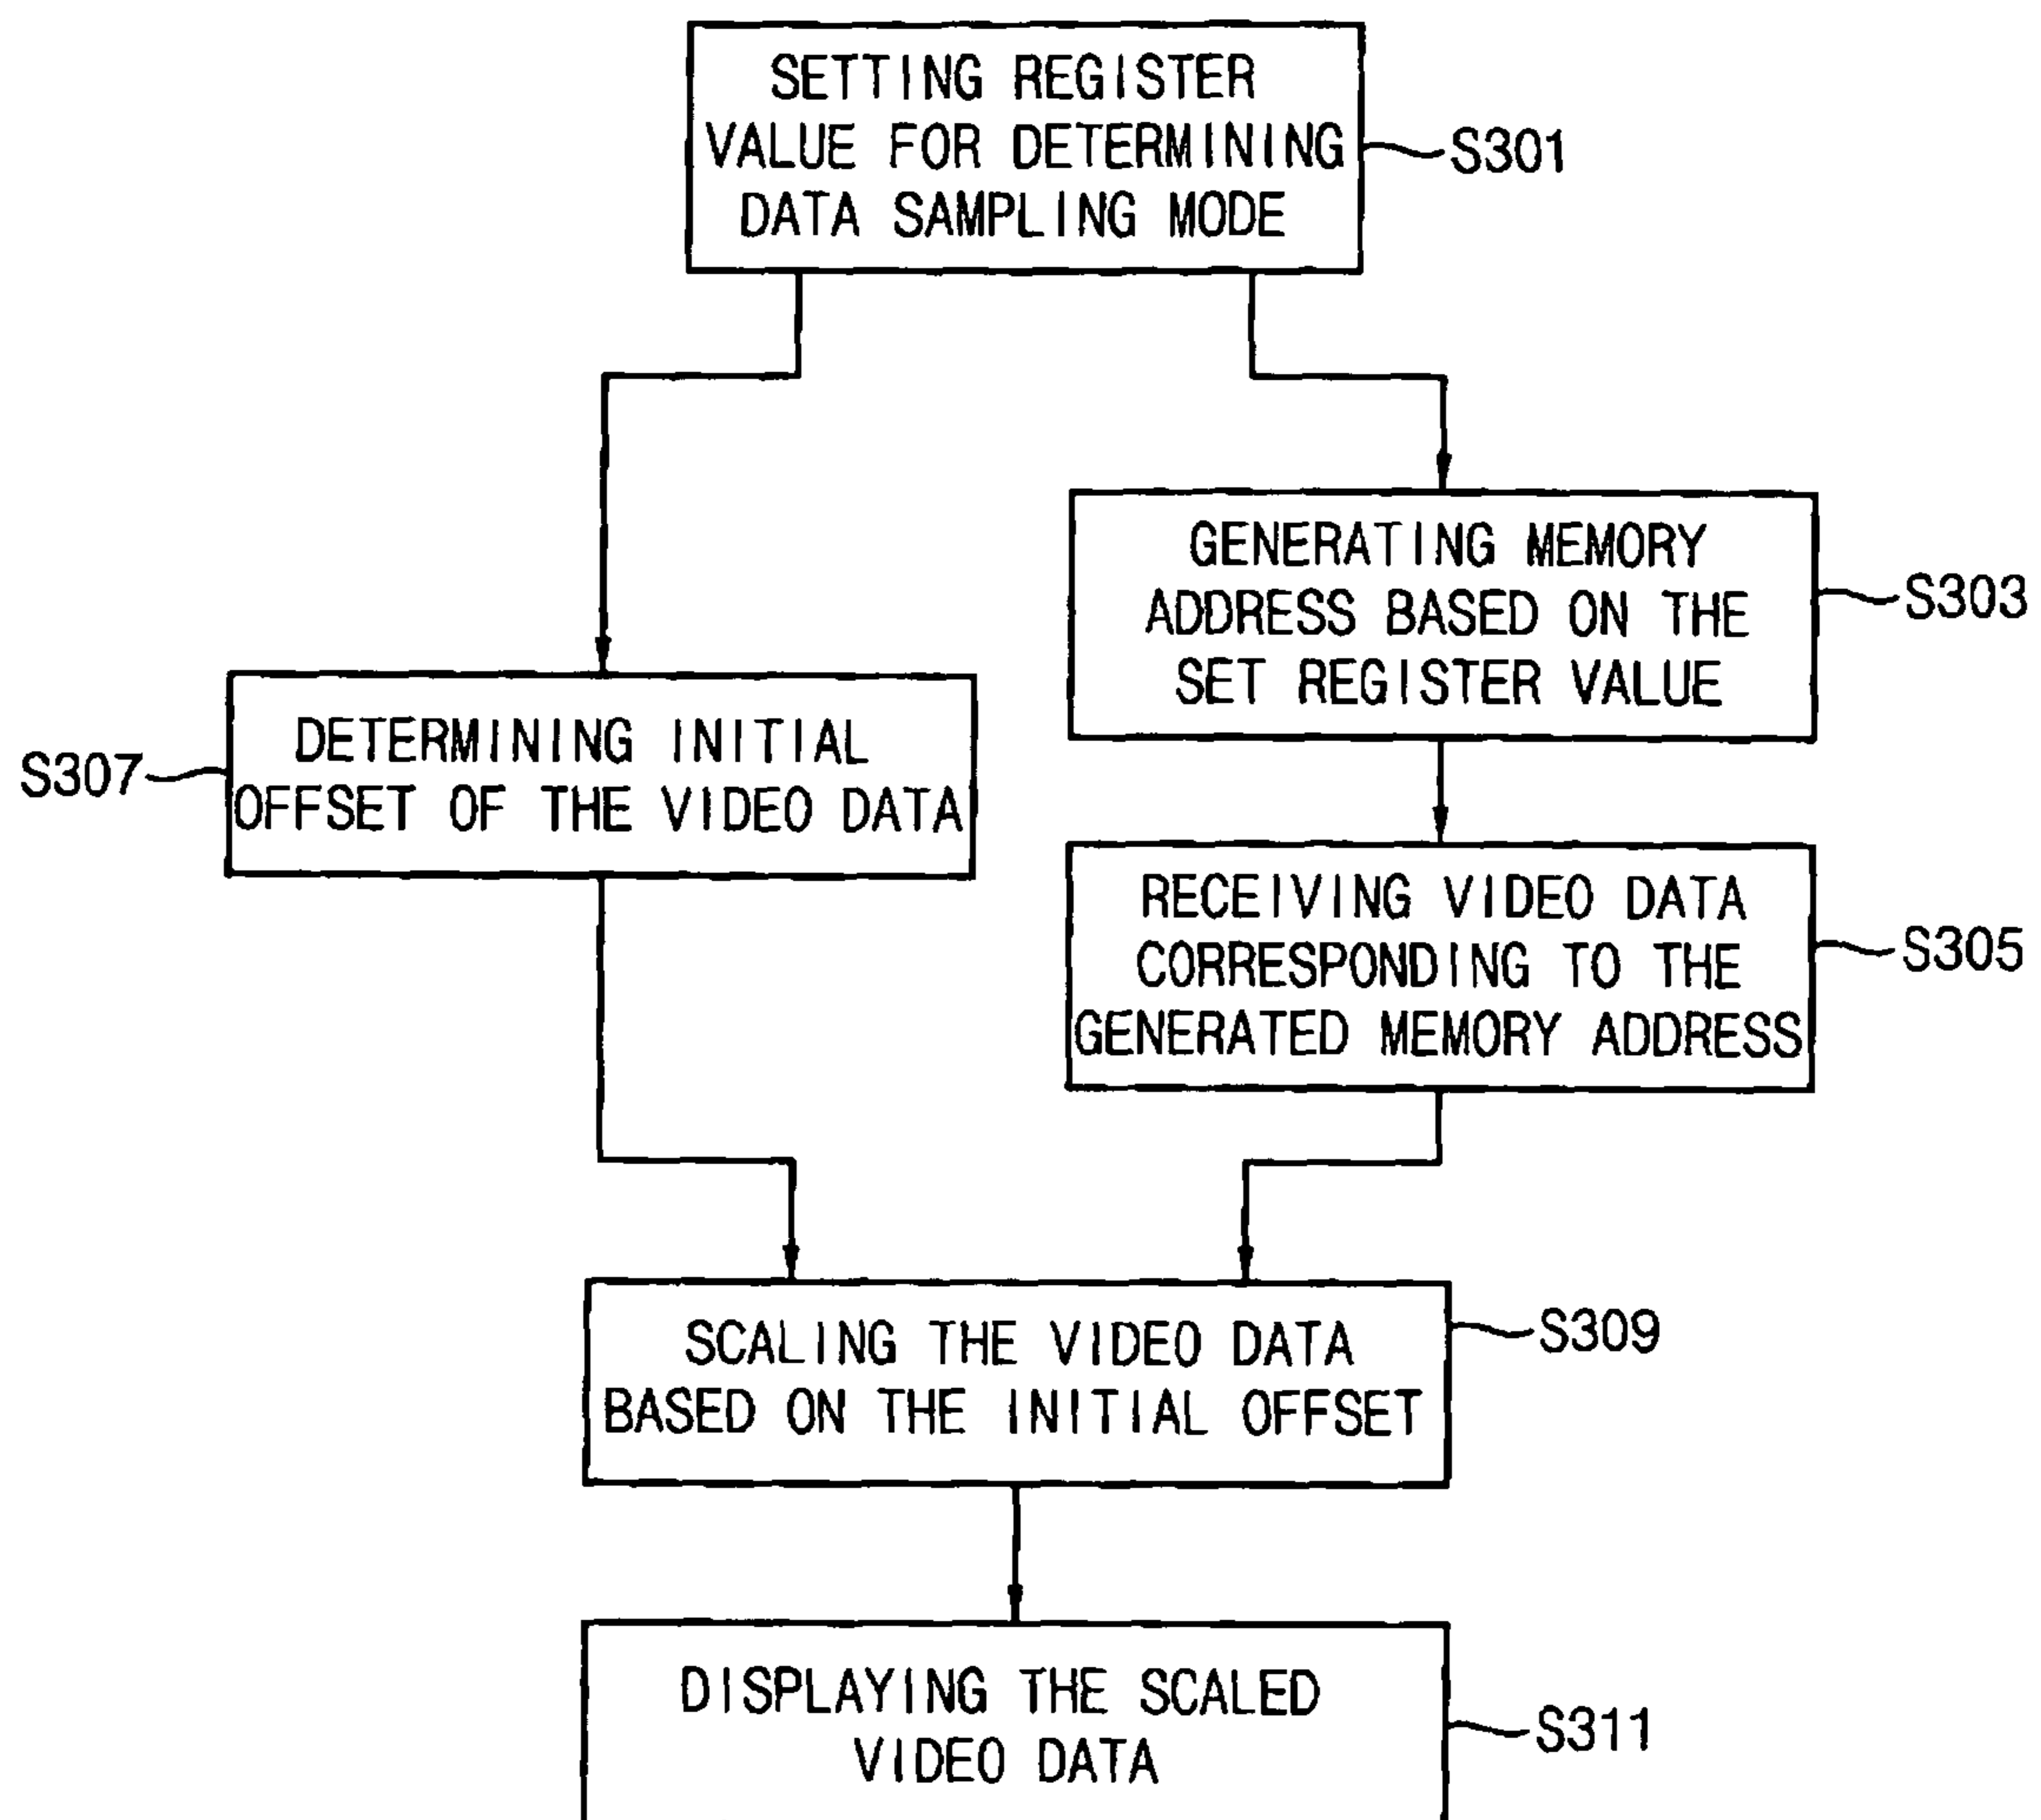 SETTING REGISTER
VALUE FOR DETERMINING
DATA SAMPLING MODE
S301
GENERATING MEMORY
ADDRESS BASED ON THE
SET REGISTER VALUE
S303
S307
DETERMINING INITIAL
OFFSET OF THE VIDEO DATA
RECEIVING VIDEO DATA
CORRESPONDING TO THE
GENERATED MEMORY ADDRESS
S305
SCALING THE VIDEO DATA
BASED ON THE INITIAL OFFSET
S309
DISPLAYING THE SCALED
VIDEO DATA
S311